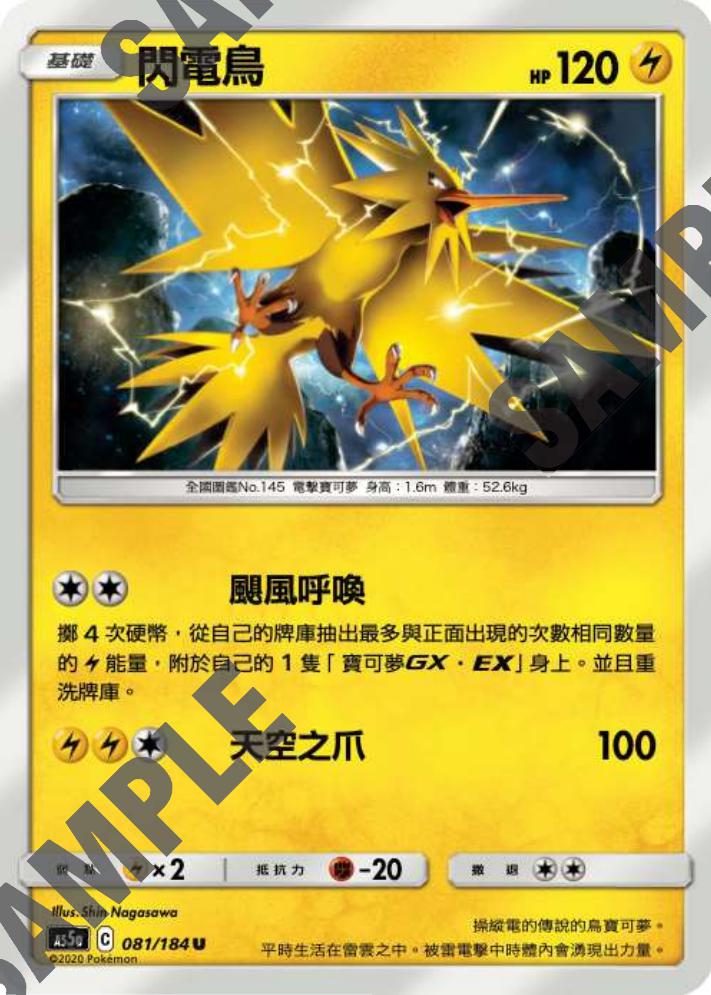 SAMPLE
基礎 閃電鳥 HP 120
SAMPLE
全國圖鑑No.145 電擊寶可夢 身高：1.6m 體重：52.6kg
颶風呼喚
擲 4 次硬幣，從自己的牌庫抽出最多與正面出現的次數相同數量
的 能量，附於自己的 1 隻「 寶可夢GX・EX」身上。並且重
洗牌庫。
天空之爪 100
SAMPLE
×2 抵抗力 -20 撤退
Illus. Shin Nagasawa
C 081/184 U
©2020 Pokémon
操縱電的傳說的鳥寶可夢。
平時生活在雷雲之中。被雷電擊中時體內會湧現出力量。